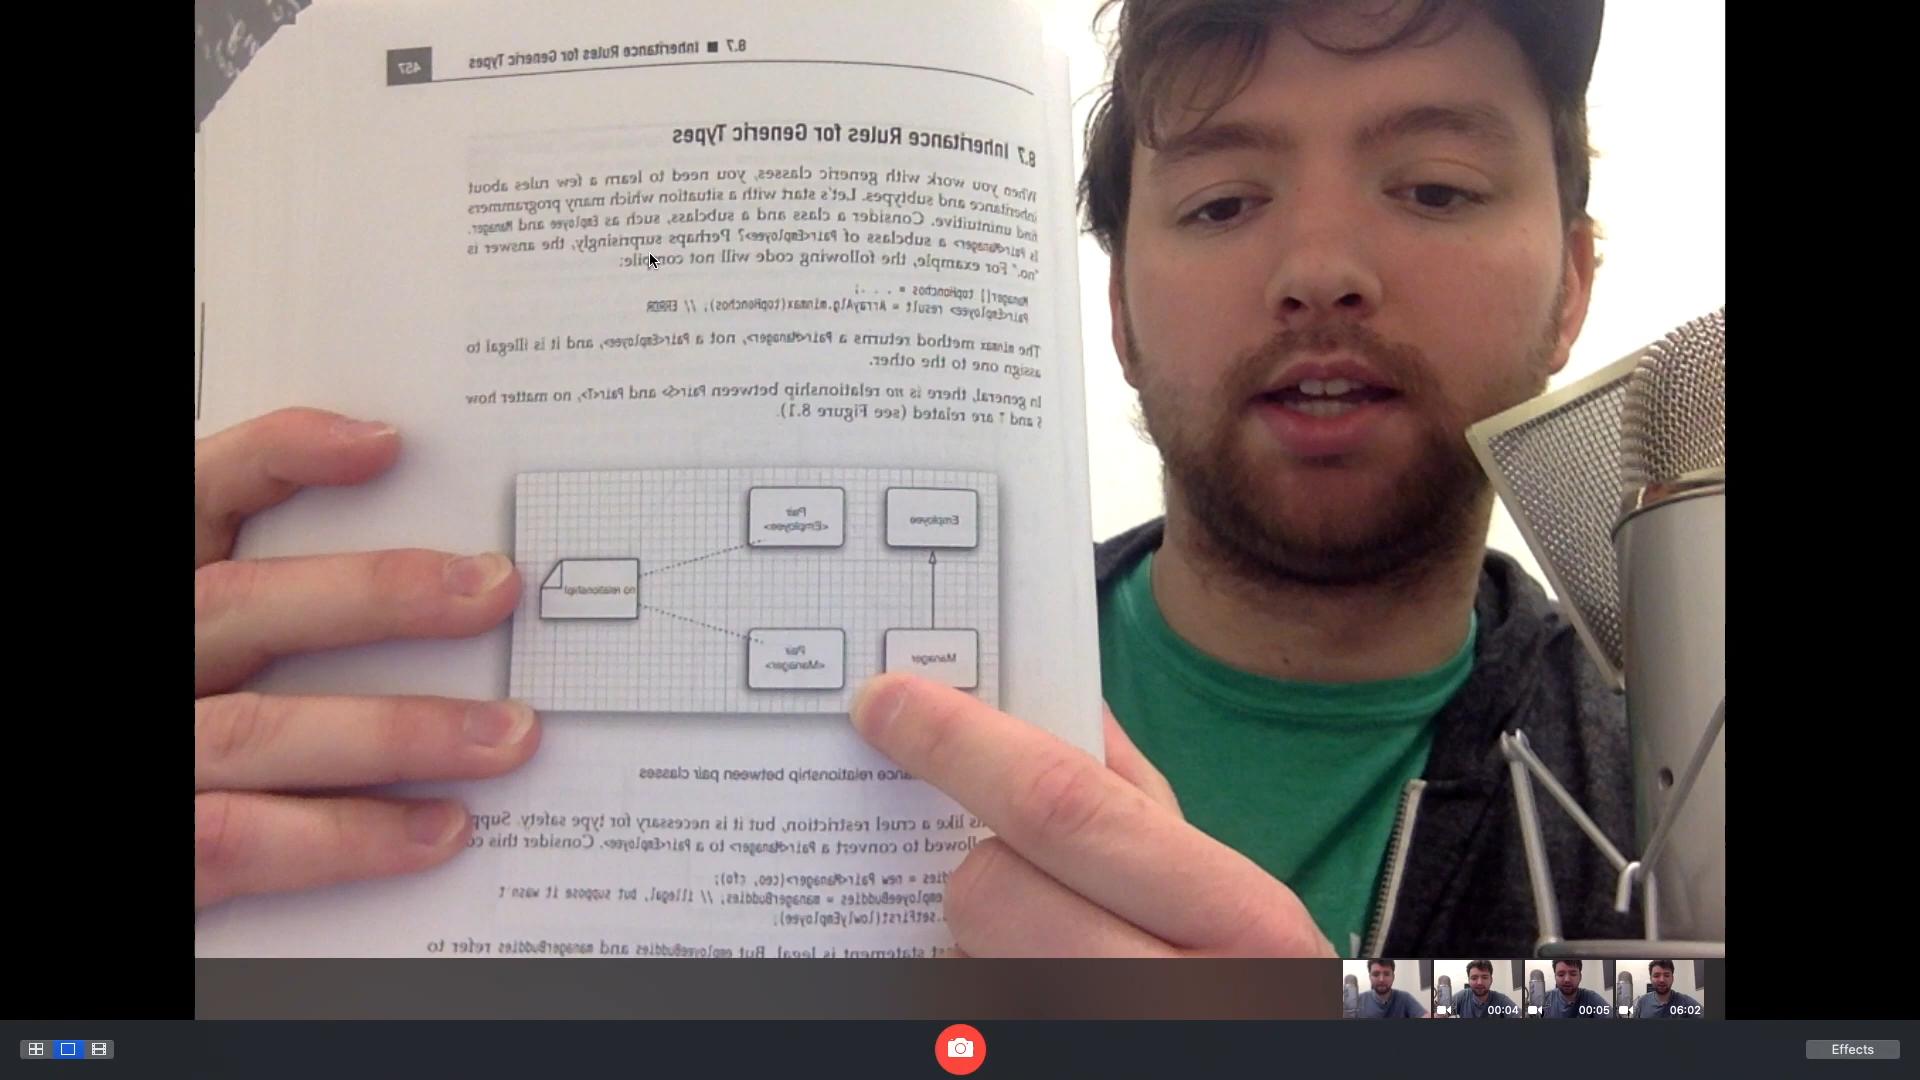 8.7 ■ Inheritance Rules for Generic Types
457
8.7 Inheritance Rules for Generic Types
When you work with generic classes, you need to learn a few rules about
inheritance and subtypes. Let's start with a situation which many programmers
find unintuitive. Consider a class and a subclass, such as Employee and Manager.
Is Pair<Manager> a subclass of Pair<Employee>? Perhaps surprisingly, the answer is
"no." For example, the following code will not compile:
Manager[] topHonchos = . . .;
Pair<Employee> result = ArrayAlg.minmax(topHonchos); // ERROR
The minmax method returns a Pair<Manager>, not a Pair<Employee>, and it is illegal to
assign one to the other.
In general, there is no relationship between Pair<S> and Pair<T>, no matter how
S and T are related (see Figure 8.1).
Employee
Pair
<Employee>
no relationship!
Manager
Pair
<Manager>
relationship between pair classes
like a cruel restriction, but it is necessary for type safety. Supp
llowed to convert a Pair<Manager> to a Pair<Employee>. Consider this co
dies = new Pair<Manager>(ceo, cfo);
employeeBuddies = managerBuddies; // illegal, but suppose it wasn't
.setFirst(lowlyEmployee);
statement is legal. But employeeBuddies and managerBuddies refer to
00:04
00:05
06:02
Effects